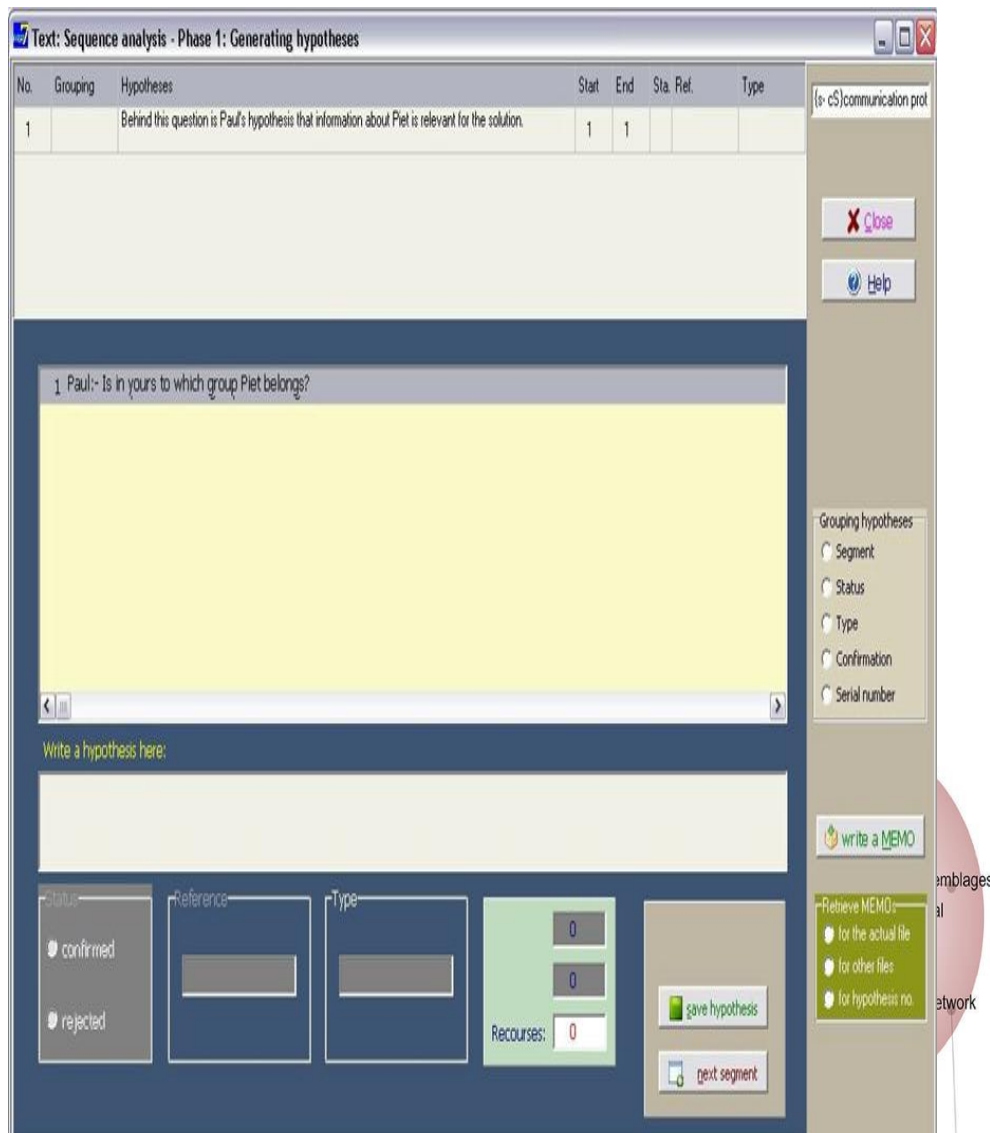 Text: Sequence analysis - Phase 1: Generating hypotheses
No. Grouping Hypotheses Start End Sta. Ref. Type
1 Behind this question is Paul's hypothesis that information about Piet is relevant for the solution. 1 1
{s· cS}communication prot
Close
Help
1 Paul:- Is in yours to which group Piet belongs?
Grouping hypotheses
Segment
Status
Type
Confirmation
Serial number
Write a hypothesis here:
write a MEMO
Status
confirmed
rejected
Reference
Type
0
0
Recourses: 0
save hypothesis
next segment
Retrieve MEMOs
for the actual file
for other files
for hypothesis no.
emblages
al
etwork